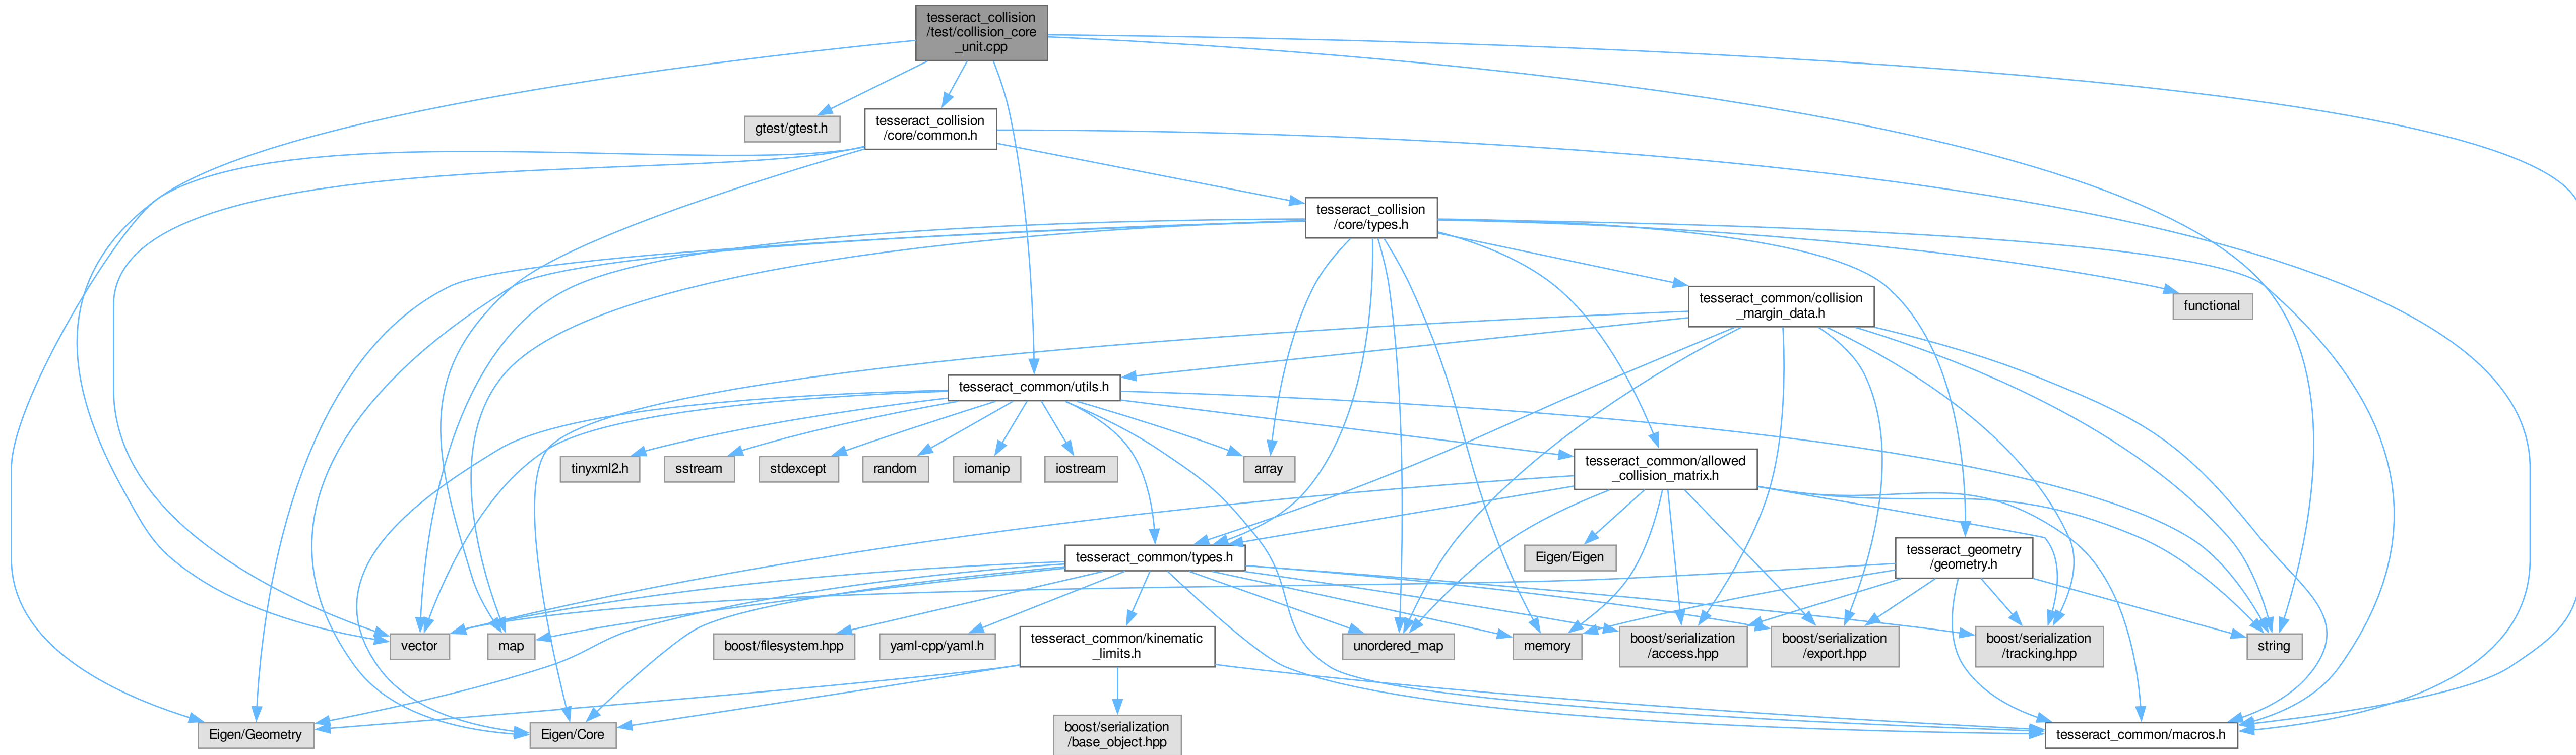 tesseract_collision
/test/collision_core
_unit.cpp
gtest/gtest.h
tesseract_collision
/core/common.h
tesseract_collision
/core/types.h
tesseract_common/collision
_margin_data.h
functional
tesseract_common/utils.h
tinyxml2.h
sstream
stdexcept
random
iomanip
iostream
array
tesseract_common/allowed
_collision_matrix.h
tesseract_common/types.h
Eigen/Eigen
tesseract_geometry
/geometry.h
vector
map
boost/filesystem.hpp
yaml-cpp/yaml.h
tesseract_common/kinematic
_limits.h
unordered_map
memory
boost/serialization
/access.hpp
boost/serialization
/export.hpp
boost/serialization
/tracking.hpp
string
Eigen/Geometry
Eigen/Core
boost/serialization
/base_object.hpp
tesseract_common/macros.h